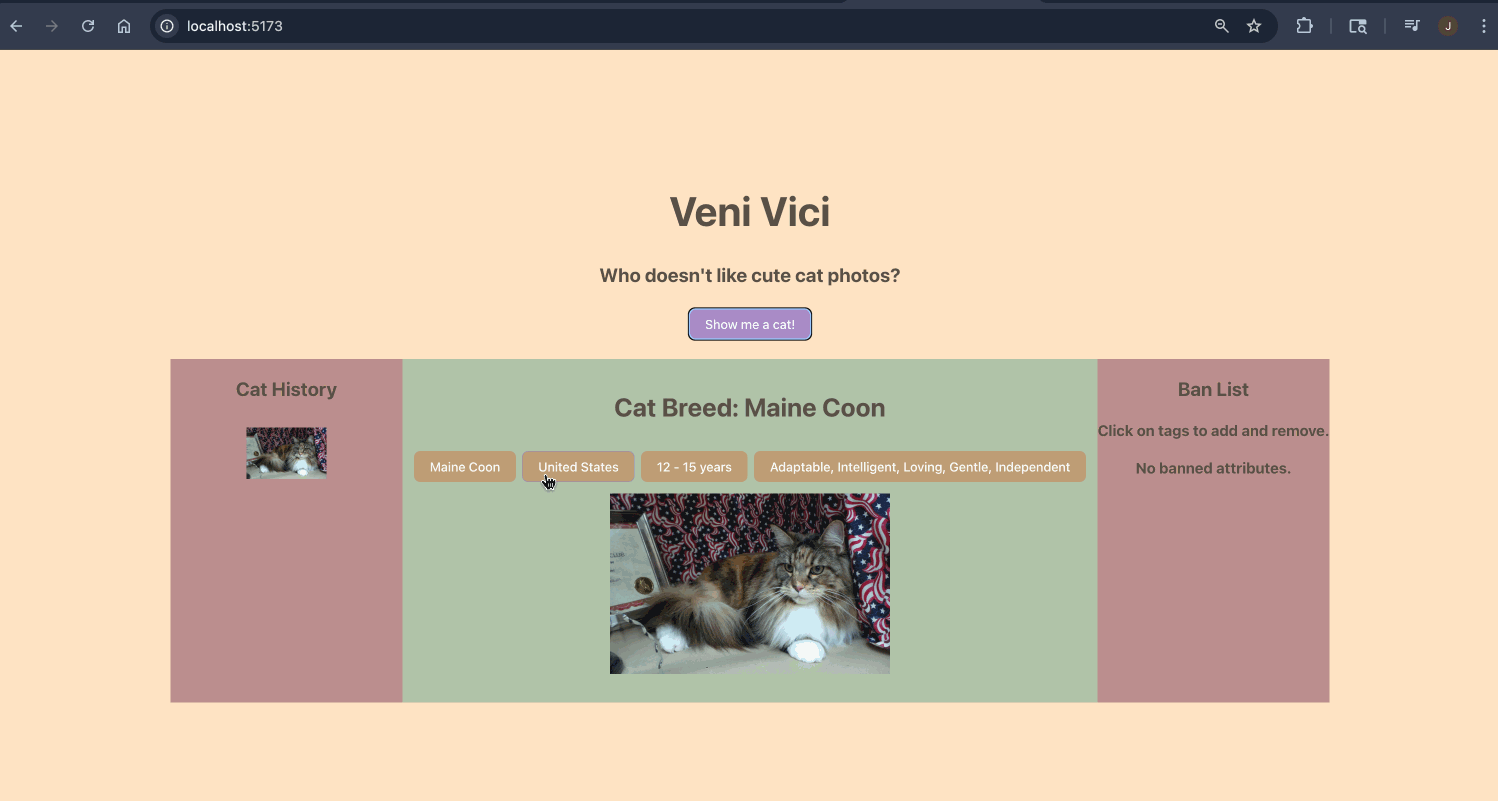 localhost:5173
J
Veni Vici
Who doesn't like cute cat photos?
Show me a cat!
Cat History
Cat Breed: Maine Coon
Maine Coon
United States
12 - 15 years
Adaptable, Intelligent, Loving, Gentle, Independent
Ban List
Click on tags to add and remove.
No banned attributes.